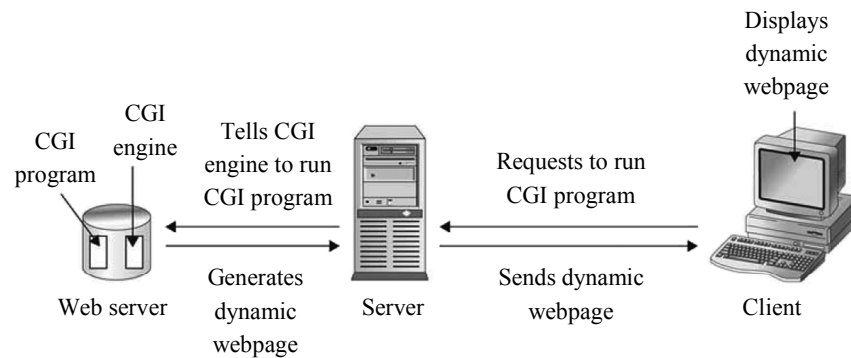 Displays
dynamic
webpage
CGI
engine
CGI
program
Tells CGI
engine to run
CGI program
Requests to run
CGI program
Generates
dynamic
webpage
Sends dynamic
webpage
Web server
Server
Client